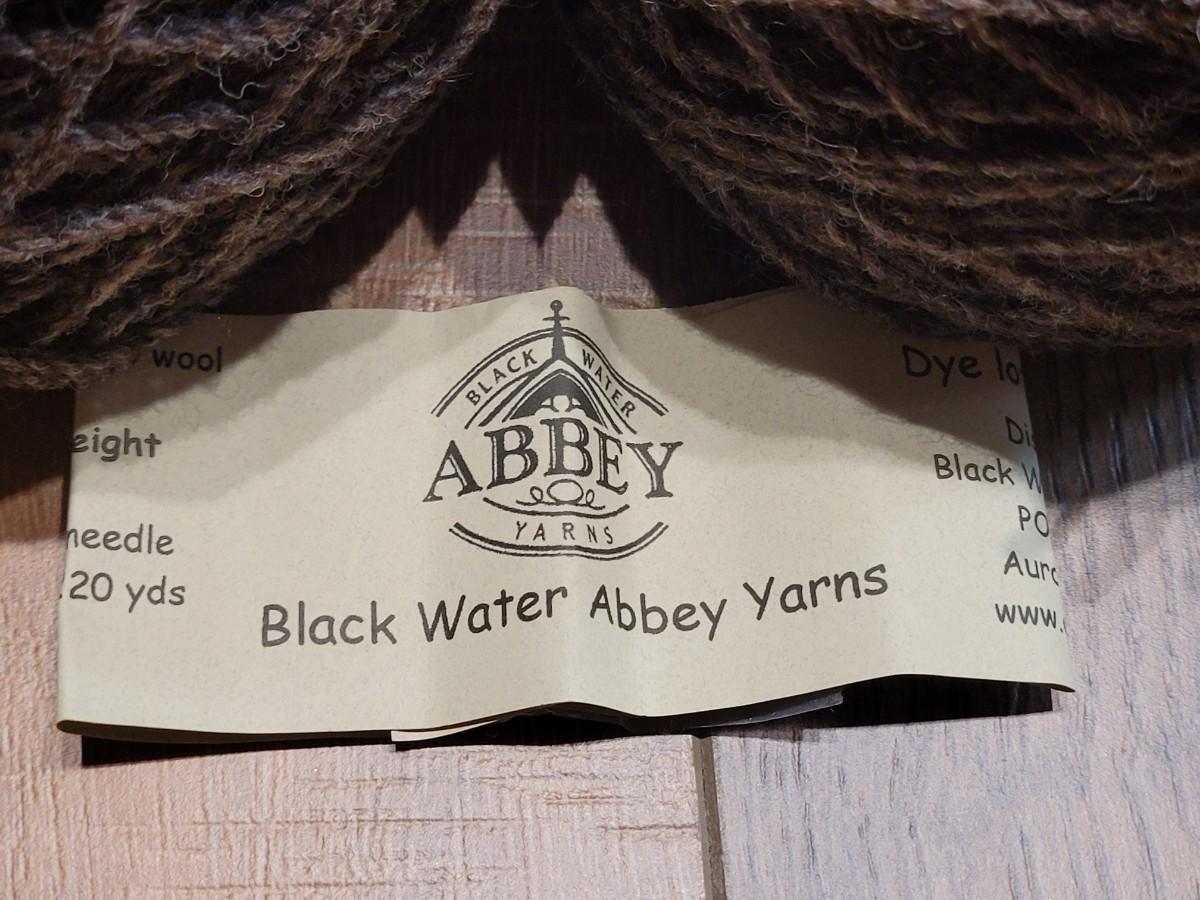 wool
eight
needle
20 yds
BLACK WATER
ABBEY
YARNS
Black Water Abbey Yarns
Dye lo
Di
Black W
PO
Auro
www.